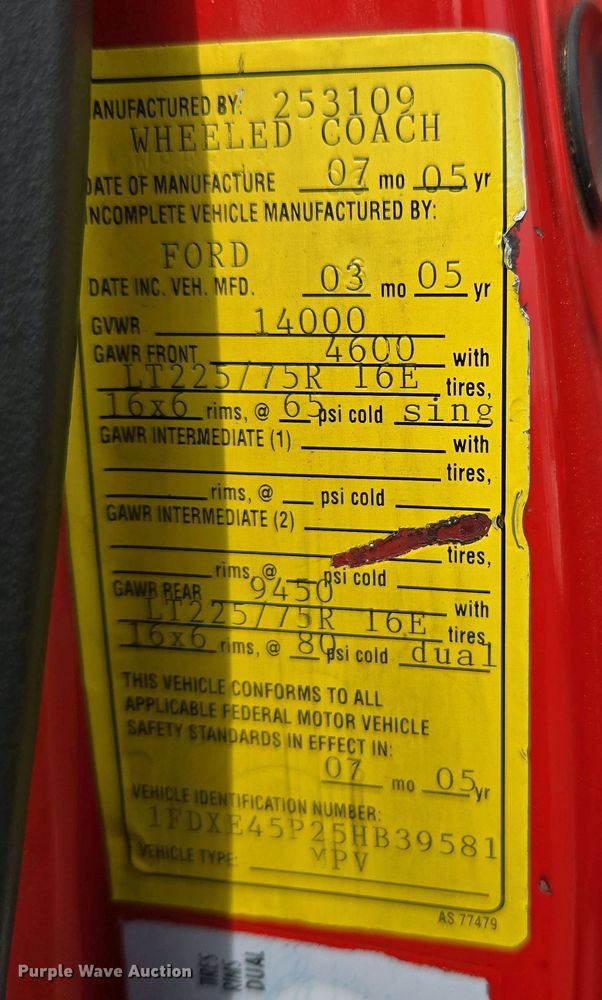 ANUFACTURED BY: 253109
WHEELED COACH
DATE OF MANUFACTURE 07 mo 05 yr
INCOMPLETE VEHICLE MANUFACTURED BY:
FORD
DATE INC. VEH. MFD. 03 mo 05 yr
GVWR 14000
GAWR FRONT 4600 with
LT225/75R 16E tires,
16x6 rims, @ 65 psi cold sing
GAWR INTERMEDIATE (1) with
tires,
rims, @ psi cold
GAWR INTERMEDIATE (2)
tires,
rims, @ psi cold
GAWR REAR 9450 with
LT225/75R 16E tires,
16x6 rims, @ 80 psi cold dual
THIS VEHICLE CONFORMS TO ALL
APPLICABLE FEDERAL MOTOR VEHICLE
SAFETY STANDARDS IN EFFECT IN:
07 mo 05 yr
VEHICLE IDENTIFICATION NUMBER:
1FDXE45P25HB39581
VEHICLE TYPE: MPV
AS 77479
TIRES
RIMS
DUAL
Purple Wave Auction